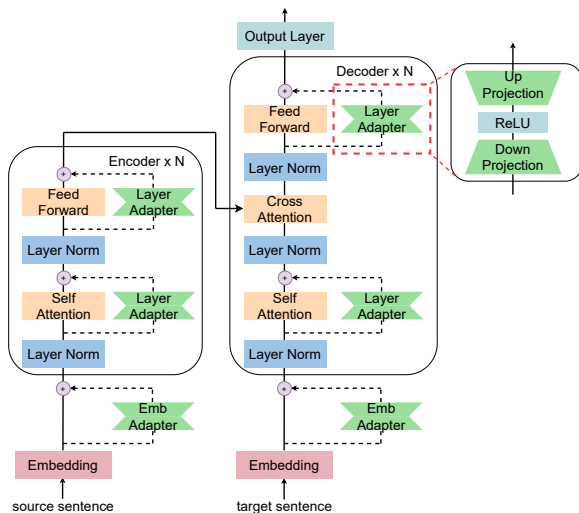 Output Layer
Decoder x N
Feed
Forward
Layer
Adapter
Layer Norm
Cross
Attention
Layer Norm
Self
Attention
Layer
Adapter
Layer Norm
Emb
Adapter
Embedding
target sentence
Encoder x N
Feed
Forward
Layer
Adapter
Layer Norm
Self
Attention
Layer
Adapter
Layer Norm
Emb
Adapter
Embedding
source sentence
Up
Projection
ReLU
Down
Projection